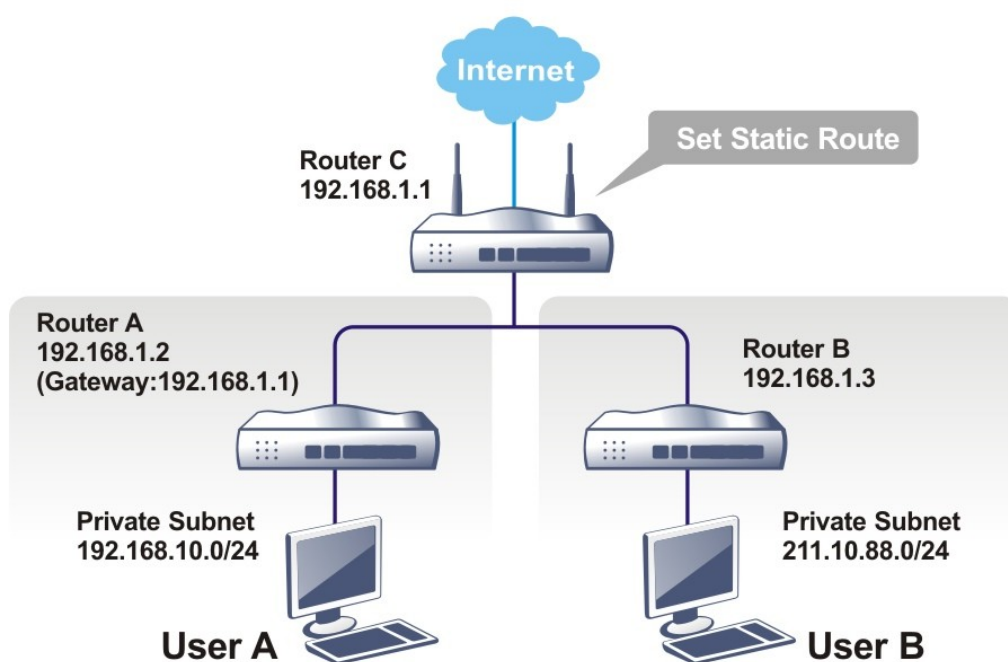 Internet
Set Static Route
Router C
192.168.1.1
Router A
192.168.1.2
(Gateway:192.168.1.1)
Router B
192.168.1.3
Private Subnet
192.168.10.0/24
Private Subnet
211.10.88.0/24
User A
User B